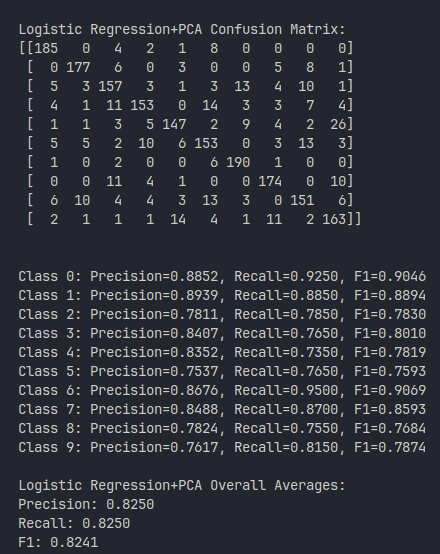 Logistic Regression+PCA Confusion Matrix:
[[185   0   4   2   1   8   0   0   0   0]
 [  0 177   6   0   3   0   0   5   8   1]
 [  5   3 157   3   1   3  13   4  10   1]
 [  4   1  11 153   0  14   3   3   7   4]
 [  1   1   3   5 147   2   9   4   2  26]
 [  5   5   2  10   6 153   0   3  13   3]
 [  1   0   2   0   0   6 190   1   0   0]
 [  0   0  11   4   1   0   0 174   0  10]
 [  6  10   4   4   3  13   3   0 151   6]
 [  2   1   1   1  14   4   1  11   2 163]]
Class 0: Precision=0.8852, Recall=0.9250, F1=0.9046
Class 1: Precision=0.8939, Recall=0.8850, F1=0.8894
Class 2: Precision=0.7811, Recall=0.7850, F1=0.7830
Class 3: Precision=0.8407, Recall=0.7650, F1=0.8010
Class 4: Precision=0.8352, Recall=0.7350, F1=0.7819
Class 5: Precision=0.7537, Recall=0.7650, F1=0.7593
Class 6: Precision=0.8676, Recall=0.9500, F1=0.9069
Class 7: Precision=0.8488, Recall=0.8700, F1=0.8593
Class 8: Precision=0.7824, Recall=0.7550, F1=0.7684
Class 9: Precision=0.7617, Recall=0.8150, F1=0.7874
Logistic Regression+PCA Overall Averages:
Precision: 0.8250
Recall: 0.8250
F1: 0.8241